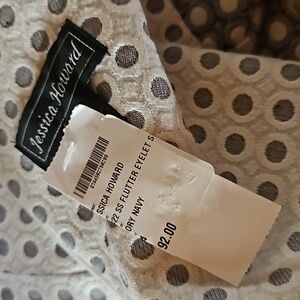 Jessica Howard
SSICA HOWARD
22 SS FLUTTER EYELET S
ORY NAVY
92.00